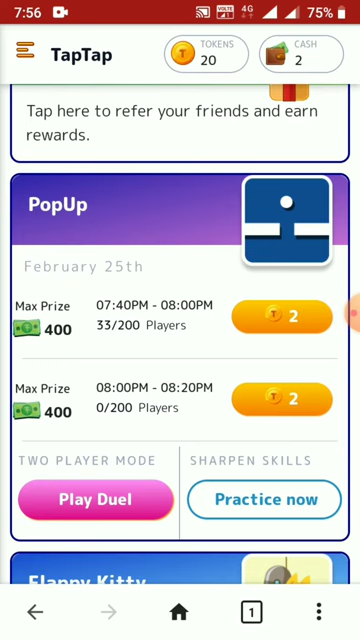 7:56
VOLTE
4G
75%
TapTap
TOKENS
20
CASH
2
Tap here to refer your friends and earn
rewards.
PopUp
February 25th
Max Prize
400
07:40PM - 08:00PM
33/200 Players
T 2
Max Prize
400
08:00PM - 08:20PM
0/200 Players
T 2
TWO PLAYER MODE
Play Duel
SHARPEN SKILLS
Practice now
Flappy Kitty
1